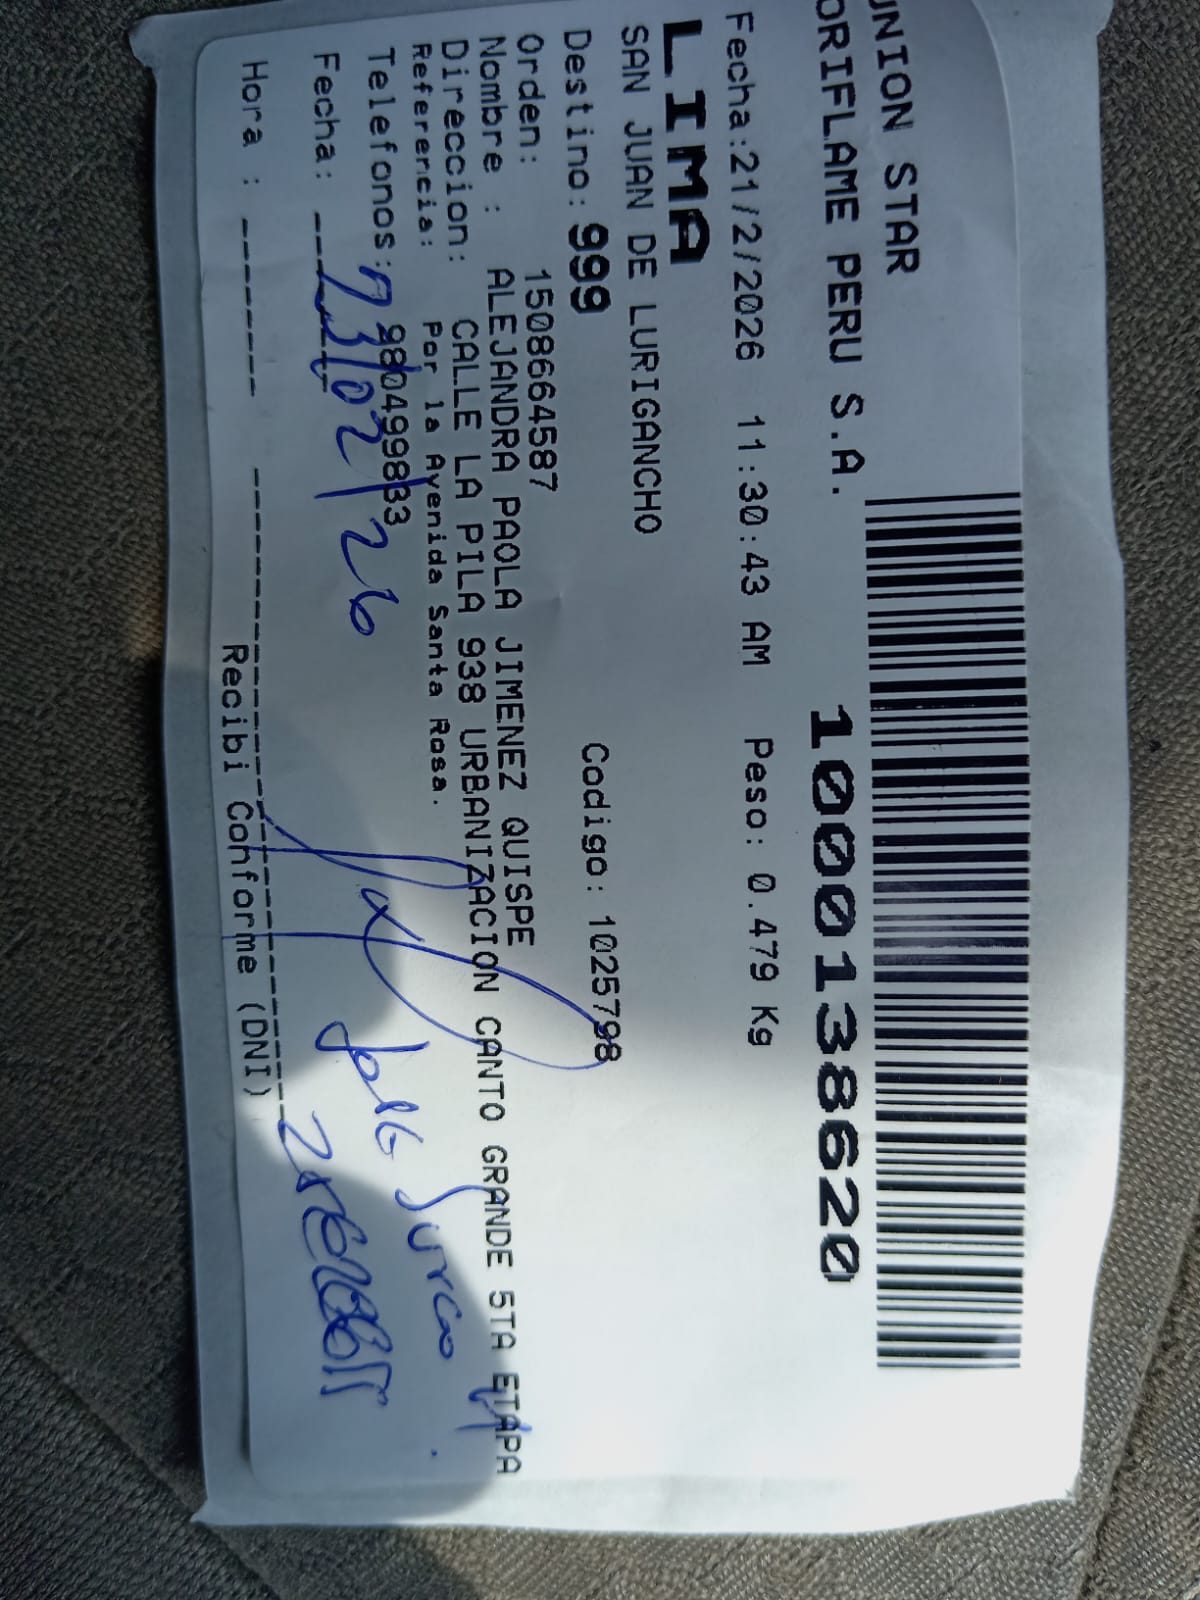 UNION STAR
ORIFLAME PERU S.A.
1000138620
Fecha:21/2/2026 11:30:43 AM Peso: 0.479 Kg
LIMA
SAN JUAN DE LURIGANCHO
Destino: 999 Codigo: 1025798
Orden: 150864587
Nombre : ALEJANDRA PAOLA JIMENEZ QUISPE
Direccion: CALLE LA PILA 938 URBANIZACION CANTO GRANDE 5TA ETAPA
Referencia: Por la Avenida Santa Rosa.
Telefonos: 980499833
Fecha: 23/02/26
Hora :
Recibi Conforme (DNI)